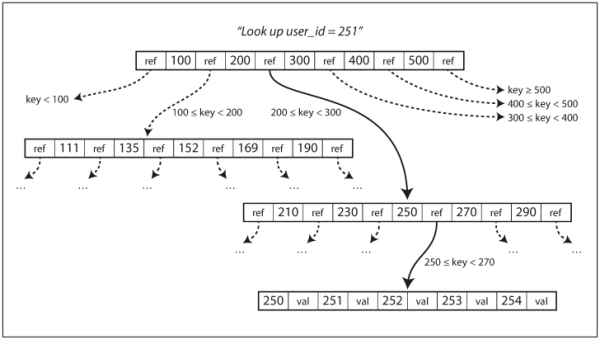 “Look up user_id = 251”
ref 100 ref 200 ref 300 ref 400 ref 500 ref
key < 100
key ≥ 500
100 ≤ key < 200
200 ≤ key < 300
400 ≤ key < 500
300 ≤ key < 400
ref 111 ref 135 ref 152 ref 169 ref 190 ref
... ... ... ... ... ...
ref 210 ref 230 ref 250 ref 270 ref 290 ref
... ... ... ... ...
250 ≤ key < 270
250 val 251 val 252 val 253 val 254 val